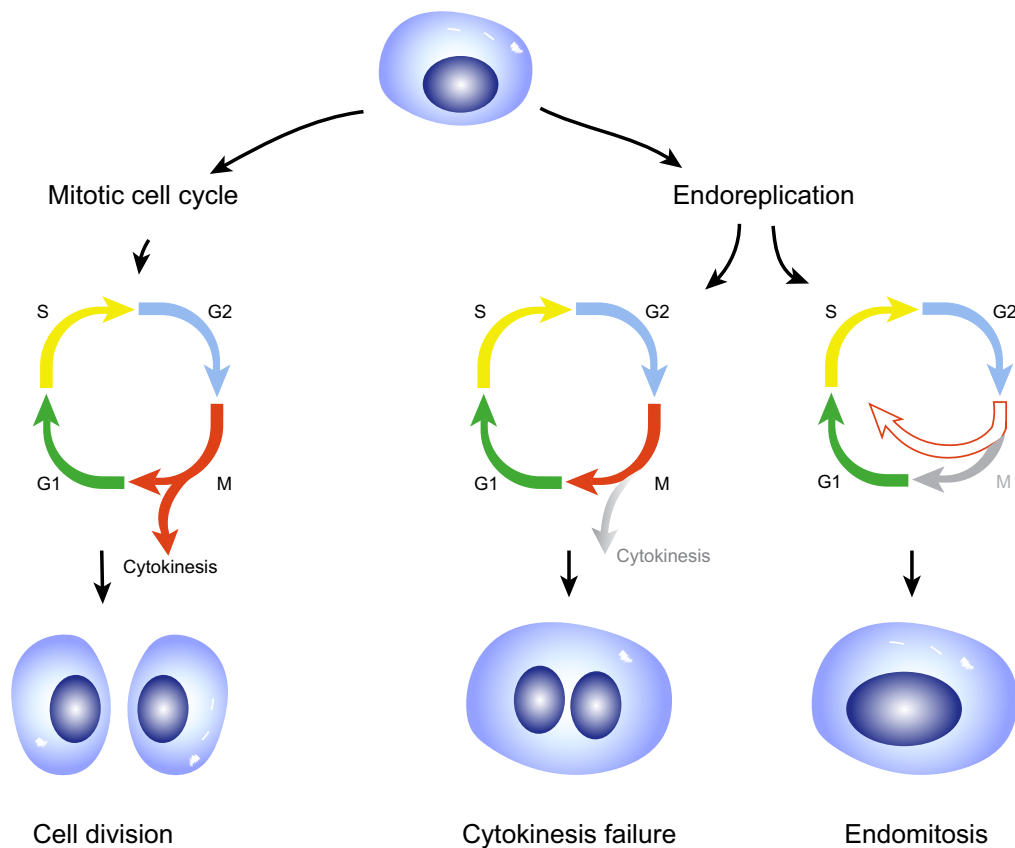 Mitotic cell cycle
Endoreplication
S
G2
G1
M
Cytokinesis
S
G2
G1
M
Cytokinesis
S
G2
G1
M
Cell division
Cytokinesis failure
Endomitosis